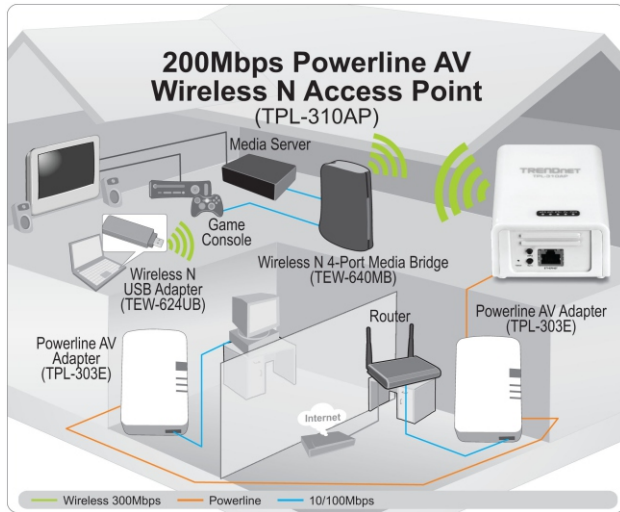 200Mbps Powerline AV
Wireless N Access Point
(TPL-310AP)
Media Server
TRENDnet
TPL-310AP
Game
Console
Wireless N
USB Adapter
(TEW-624UB)
Wireless N 4-Port Media Bridge
(TEW-640MB)
Powerline AV
Adapter
(TPL-303E)
Router
Powerline AV Adapter
(TPL-303E)
Internet
Wireless 300Mbps
Powerline
10/100Mbps